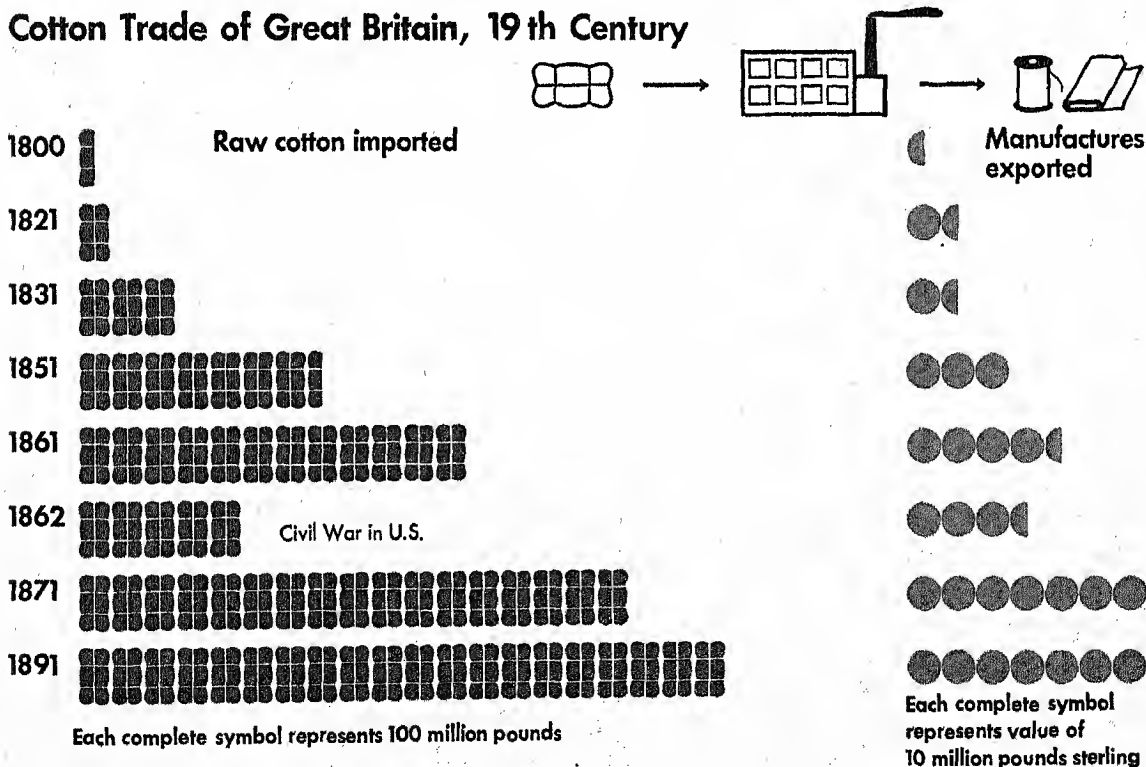 Cotton Trade of Great Britain, 19th Century
1800
Raw cotton imported
Manufactures
exported
1821
1831
1851
1861
1862
Civil War in U.S.
1871
1891
Each complete symbol represents 100 million pounds
Each complete symbol
represents value of
10 million pounds sterling